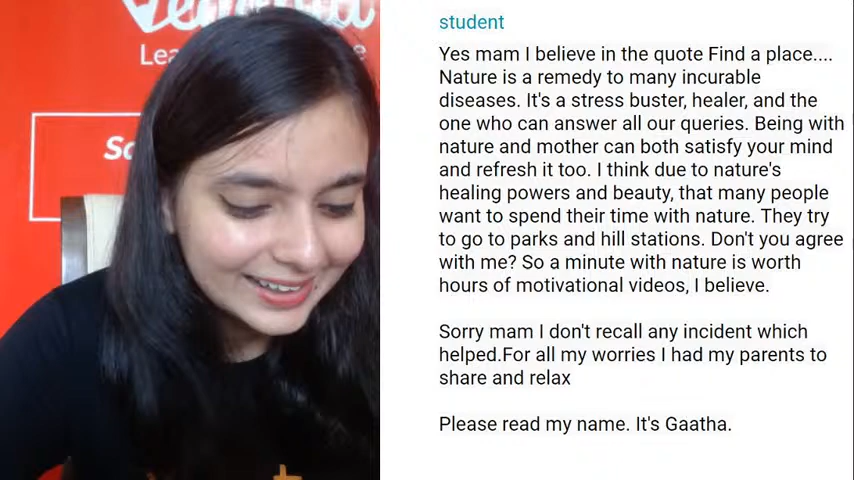 Lea
So
student
Yes mam I believe in the quote Find a place....
Nature is a remedy to many incurable
diseases. It's a stress buster, healer, and the
one who can answer all our queries. Being with
nature and mother can both satisfy your mind
and refresh it too. I think due to nature's
healing powers and beauty, that many people
want to spend their time with nature. They try
to go to parks and hill stations. Don't you agree
with me? So a minute with nature is worth
hours of motivational videos, I believe.
Sorry mam I don't recall any incident which
helped.For all my worries I had my parents to
share and relax
Please read my name. It's Gaatha.